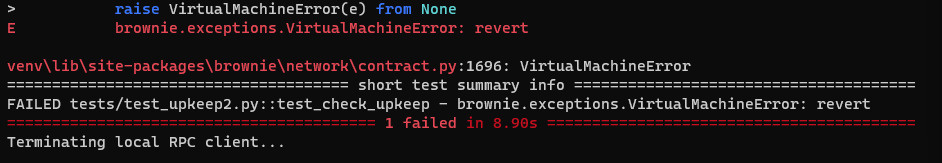 > raise VirtualMachineError(e) from None
E brownie.exceptions.VirtualMachineError: revert
venv\lib\site-packages\brownie\network\contract.py:1696: VirtualMachineError
==================================== short test summary info ====================================
FAILED tests/test_upkeep2.py::test_check_upkeep - brownie.exceptions.VirtualMachineError: revert
======================================= 1 failed in 8.90s =======================================
Terminating local RPC client...